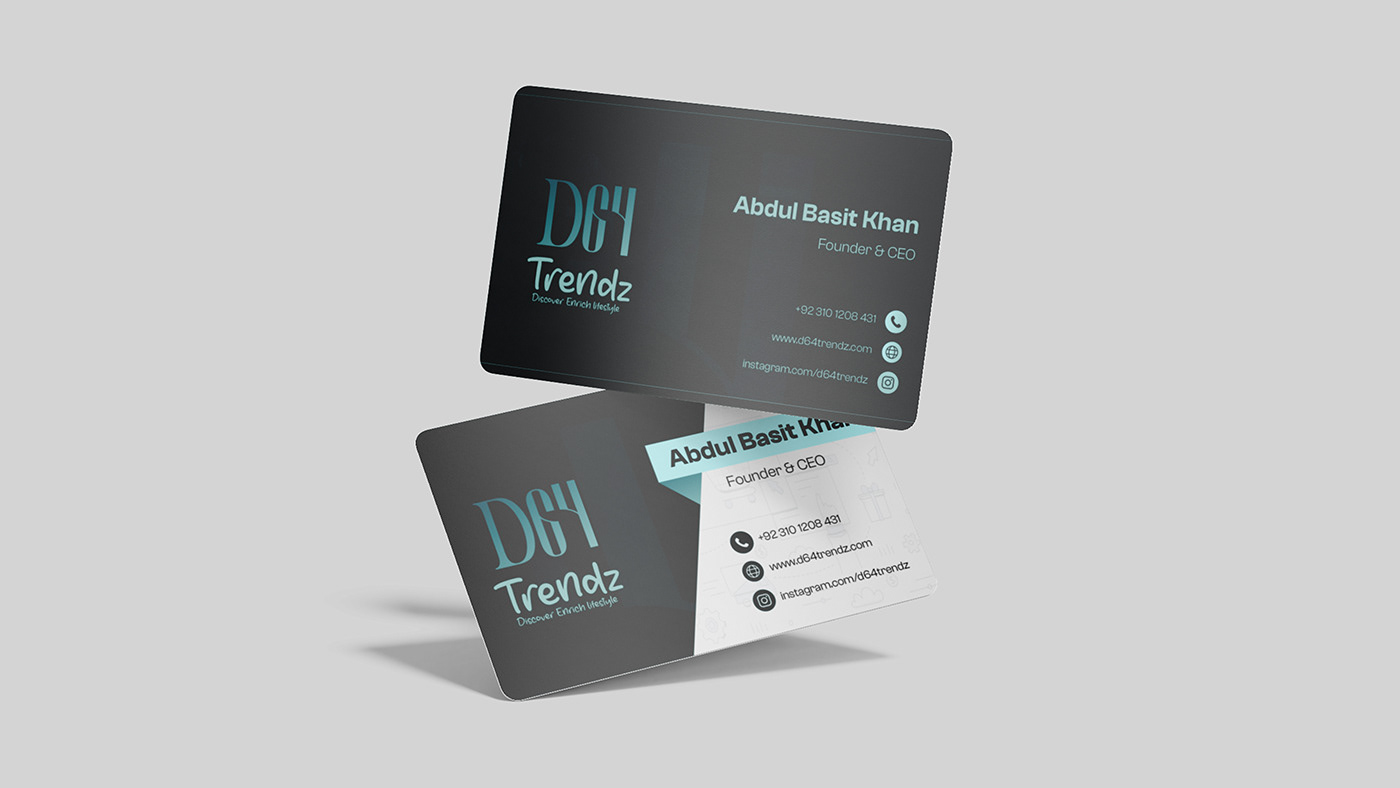 D64
Trendz
Discover Enrich lifestyle
Abdul Basit Khan
Founder & CEO
+92 310 1208 431
www.d64trendz.com
instagram.com/d64trendz
D64
Trendz
Discover Enrich lifestyle
Abdul Basit Khan
Founder & CEO
+92 310 1208 431
www.d64trendz.com
instagram.com/d64trendz